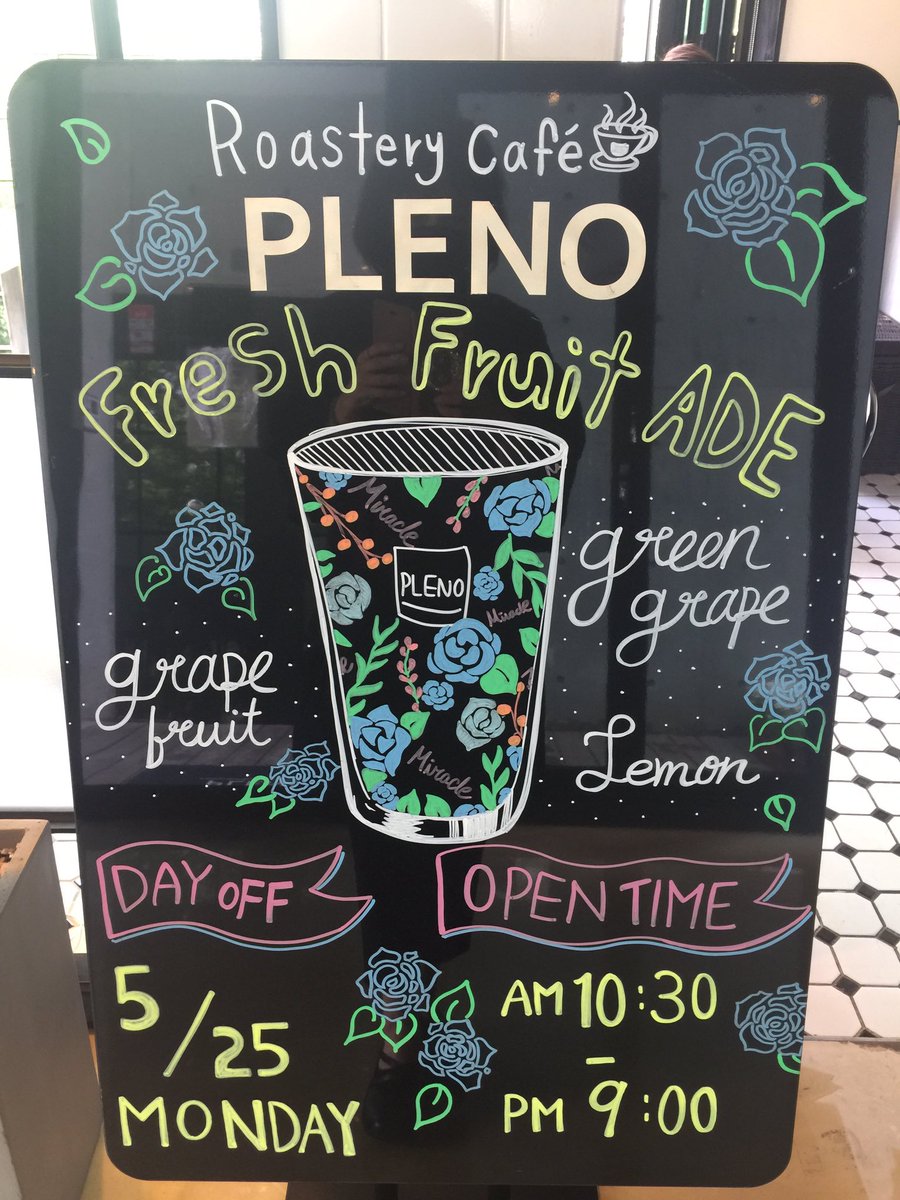 Roastery Café
PLENO
Fresh Fruit ADE
Miracle
PLENO
Miracle
Miracle
green
grape
grape
fruit
Lemon
DAY OFF
5/25
MONDAY
OPEN TIME
AM 10:30
–
PM 9:00